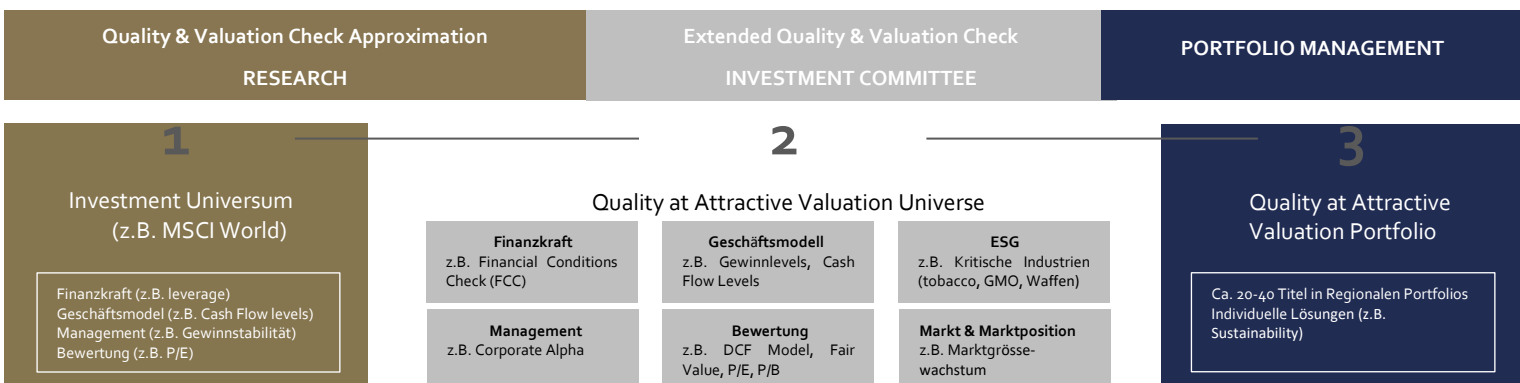 Quality & Valuation Check Approximation
RESEARCH
Extended Quality & Valuation Check
INVESTMENT COMMITTEE
PORTFOLIO MANAGEMENT
1
Investment Universum
(z.B. MSCI World)
Finanzkraft (z.B. leverage)
Geschäftsmodel (z.B. Cash Flow levels)
Management (z.B. Gewinnstabilität)
Bewertung (z.B. P/E)
2
Quality at Attractive Valuation Universe
Finanzkraft
z.B. Financial Conditions
Check (FCC)
Geschäftsmodell
z.B. Gewinnlevels, Cash
Flow Levels
ESG
z.B. Kritische Industrien
(tobacco, GMO, Waffen)
Management
z.B. Corporate Alpha
Bewertung
z.B. DCF Model, Fair
Value, P/E, P/B
Markt & Marktposition
z.B. Marktgrösse-
wachstum
3
Quality at Attractive
Valuation Portfolio
Ca. 20-40 Titel in Regionalen Portfolios
Individuelle Lösungen (z.B.
Sustainability)